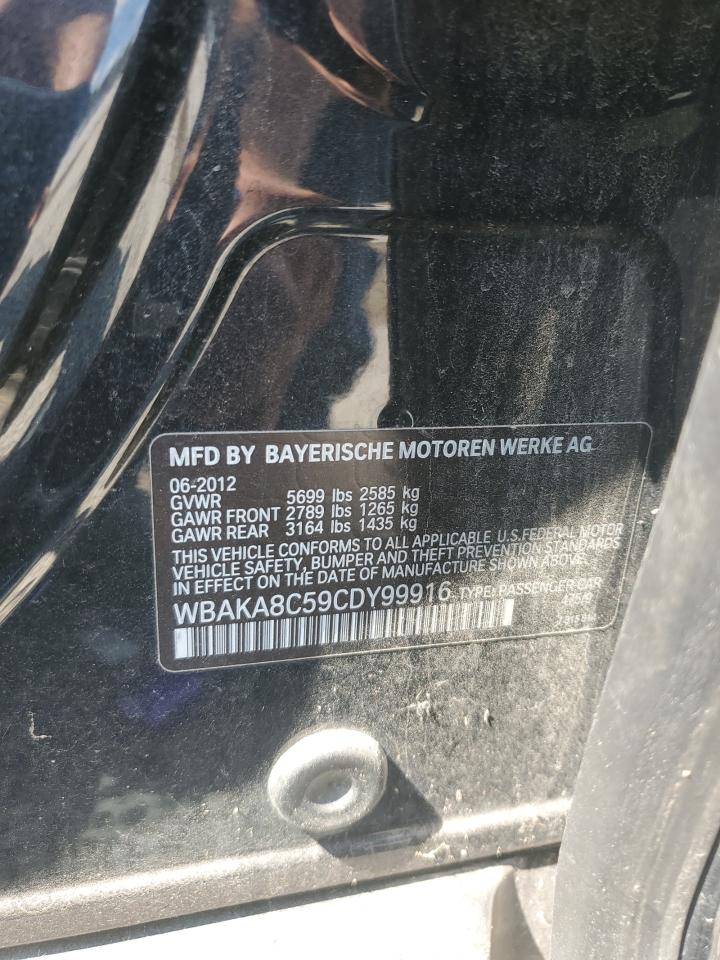 MFD BY BAYERISCHE MOTOREN WERKE AG
06-2012
GVWR 5699 lbs 2585 kg
GAWR FRONT 2789 lbs 1265 kg
GAWR REAR 3164 lbs 1435 kg
THIS VEHICLE CONFORMS TO ALL APPLICABLE U.S.FEDERAL MOTOR
VEHICLE SAFETY, BUMPER AND THEFT PREVENTION STANDARDS
IN EFFECT ON THE DATE OF MANUFACTURE SHOWN ABOVE.
WBAKA8C59CDY99916 TYPE: PASSENGER CAR